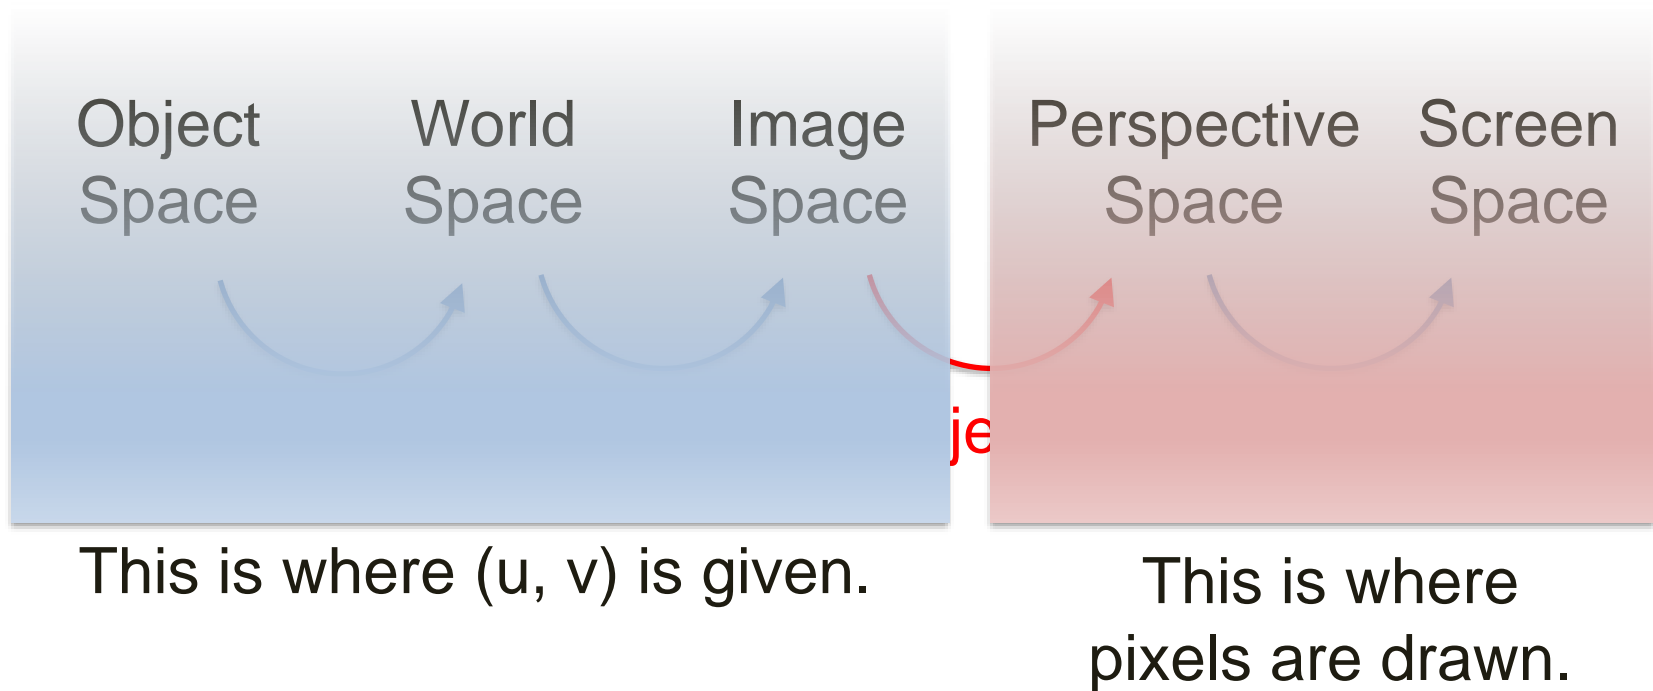 Object World Image Perspective Screen
Space Space Space Space Space
je
This is where (u, v) is given.
This is where
pixels are drawn.